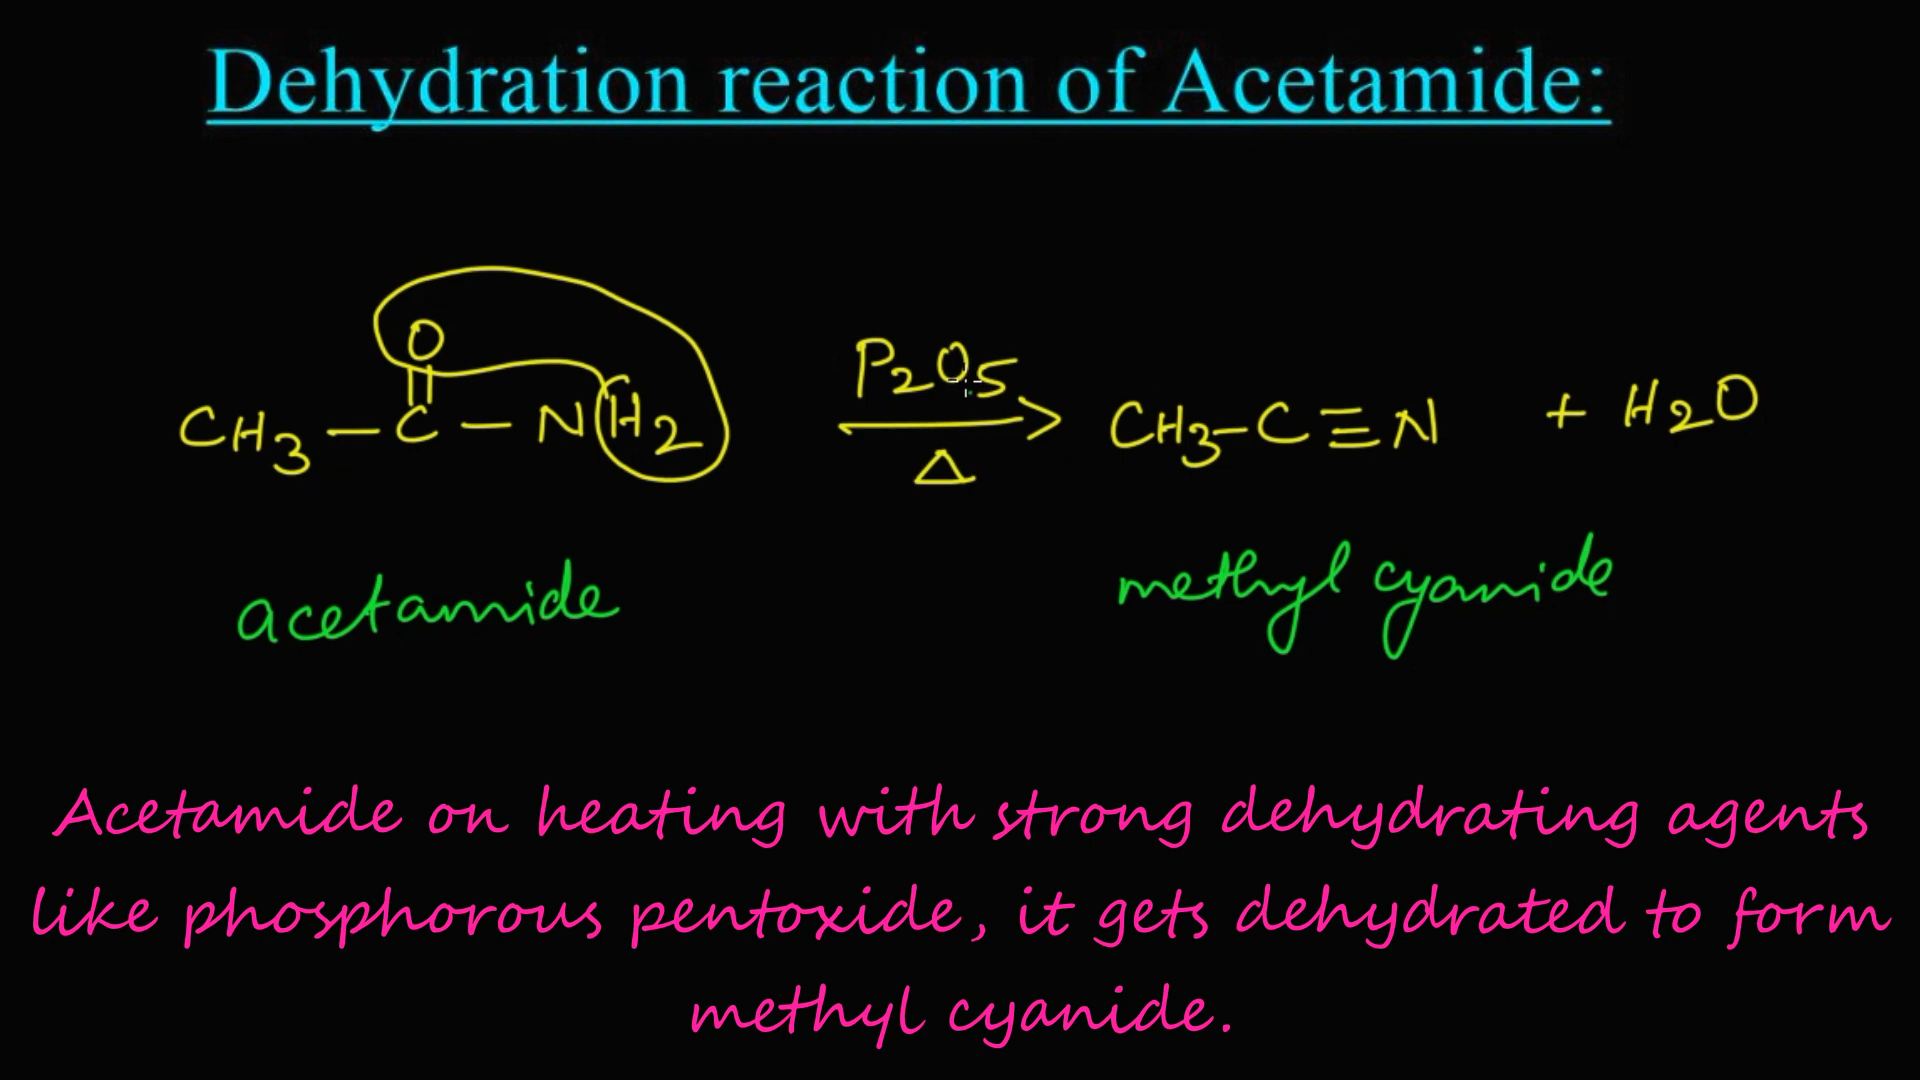 Dehydration reaction of Acetamide:
O
CH3 - C - NH2 P2O5 CH3-C≡N + H2O
Δ
acetamide methyl cyanide
Acetamide on heating with strong dehydrating agents
like phosphorous pentoxide, it gets dehydrated to form
methyl cyanide.